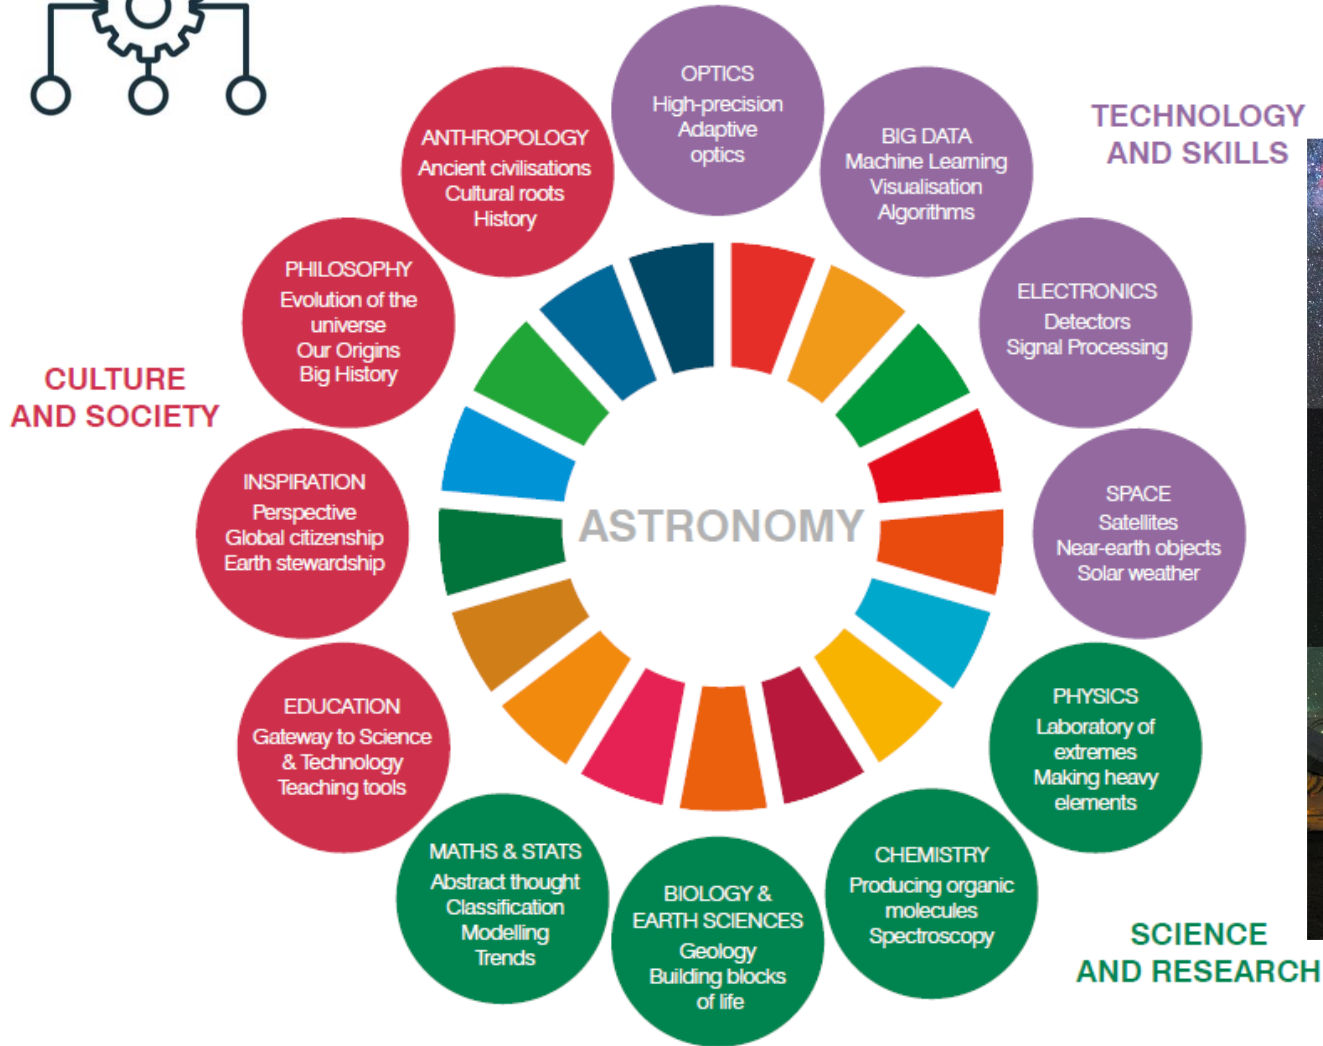 OPTICS
High-precision
Adaptive
optics
BIG DATA
Machine Learning
Visualisation
Algorithms
TECHNOLOGY
AND SKILLS
ELECTRONICS
Detectors
Signal Processing
SPACE
Satellites
Near-earth objects
Solar weather
PHYSICS
Laboratory of
extremes
Making heavy
elements
CHEMISTRY
Producing organic
molecules
Spectroscopy
SCIENCE
AND RESEARCH
BIOLOGY &
EARTH SCIENCES
Geology
Building blocks
of life
MATHS & STATS
Abstract thought
Classification
Modelling
Trends
EDUCATION
Gateway to Science
& Technology
Teaching tools
INSPIRATION
Perspective
Global citizenship
Earth stewardship
CULTURE
AND SOCIETY
PHILOSOPHY
Evolution of the
universe
Our Origins
Big History
ANTHROPOLOGY
Ancient civilisations
Cultural roots
History
ASTRONOMY